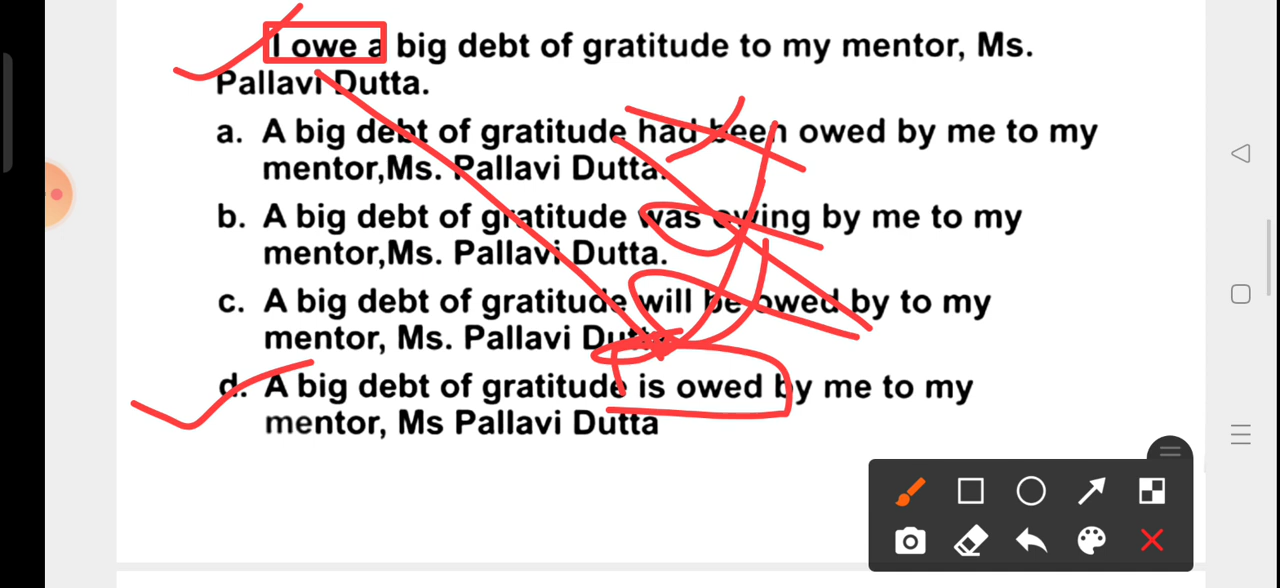 I owe a big debt of gratitude to my mentor, Ms.
Pallavi Dutta.
a. A big debt of gratitude had been owed by me to my
mentor,Ms. Pallavi Dutta.
b. A big debt of gratitude was owing by me to my
mentor,Ms. Pallavi Dutta.
c. A big debt of gratitude will be owed by to my
mentor, Ms. Pallavi Dutta
d. A big debt of gratitude is owed by me to my
mentor, Ms Pallavi Dutta